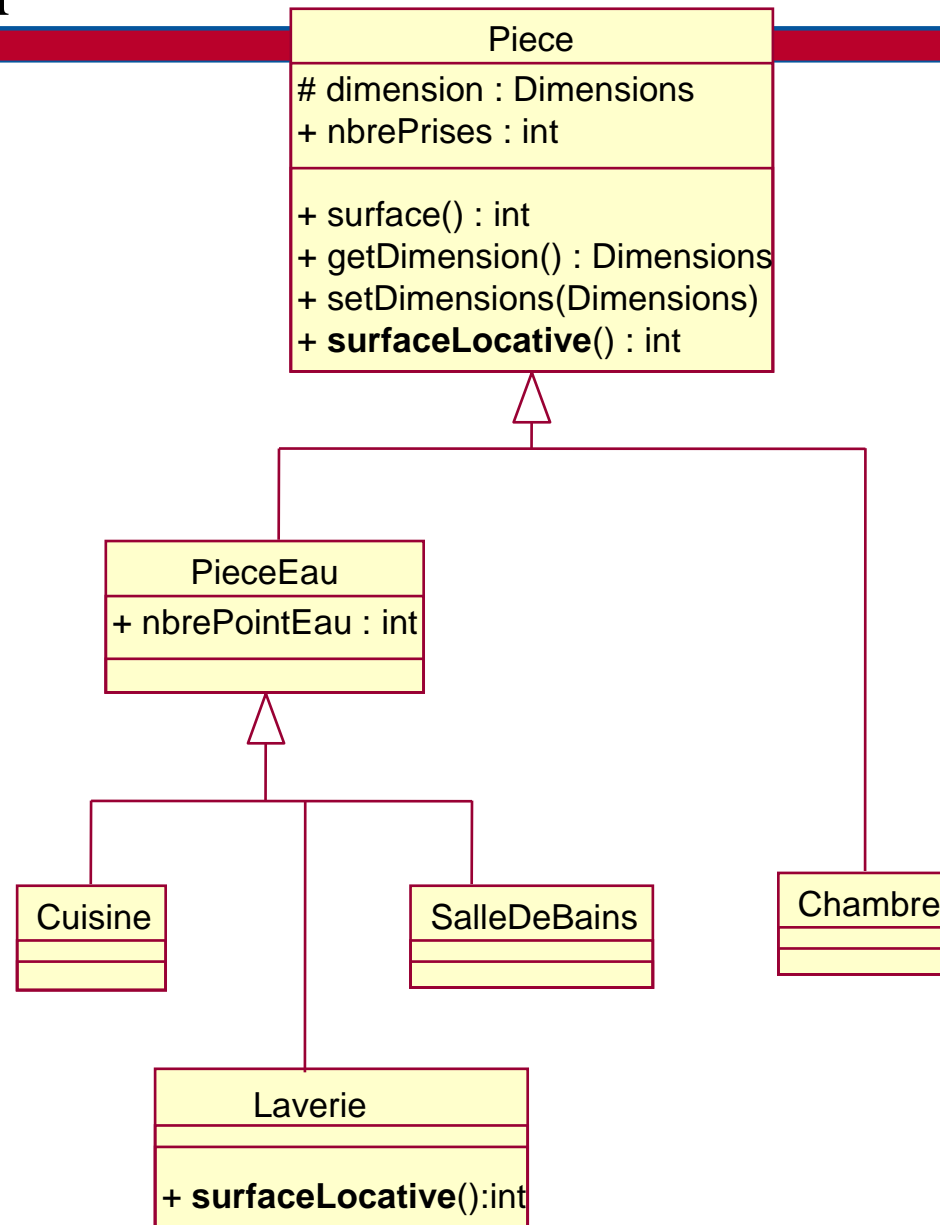 Piece
# dimension : Dimensions
+ nbrePrises : int
+ surface() : int
+ getDimension() : Dimensions
+ setDimensions(Dimensions)
+ surfaceLocative() : int
PieceEau
+ nbrePointEau : int
Cuisine
SalleDeBains
Chambre
Laverie
+ surfaceLocative():int